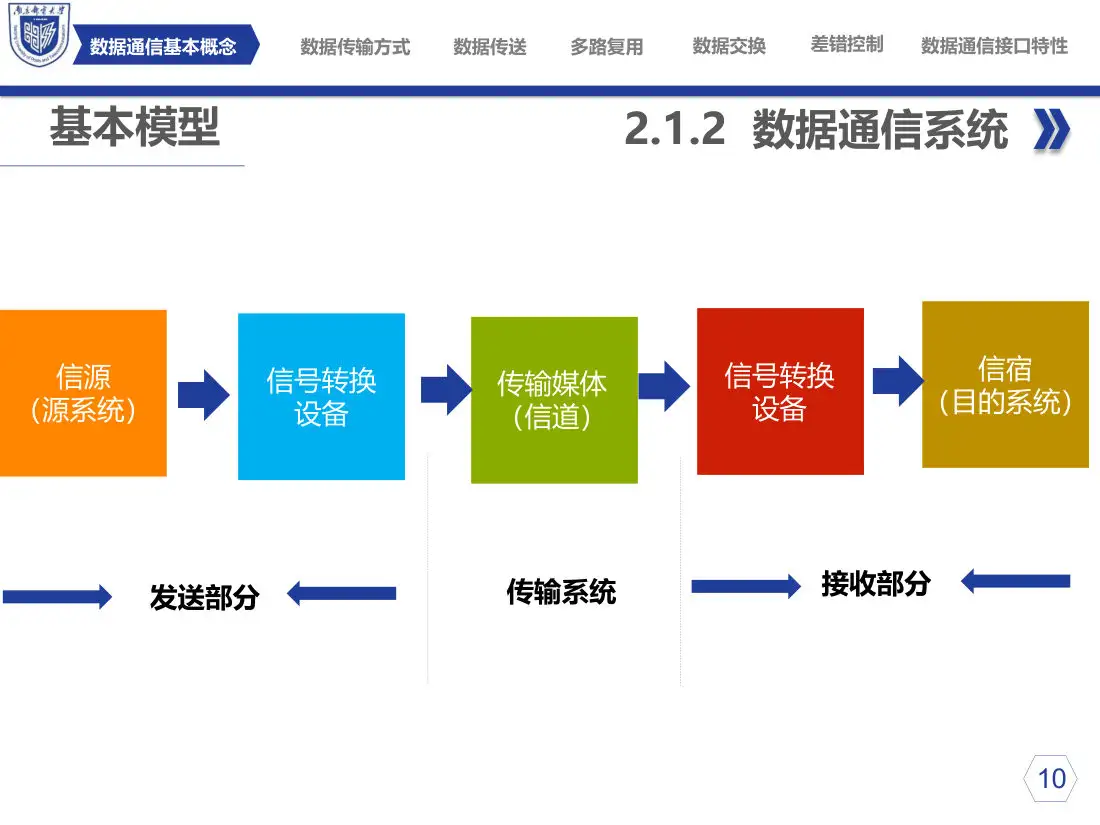 数据通信基本概念
数据传输方式
数据传送
多路复用
数据交换
差错控制
数据通信接口特性
基本模型
2.1.2 数据通信系统
信源
（源系统）
信号转换
设备
传输媒体
（信道）
信号转换
设备
信宿
（目的系统）
发送部分
传输系统
接收部分
10